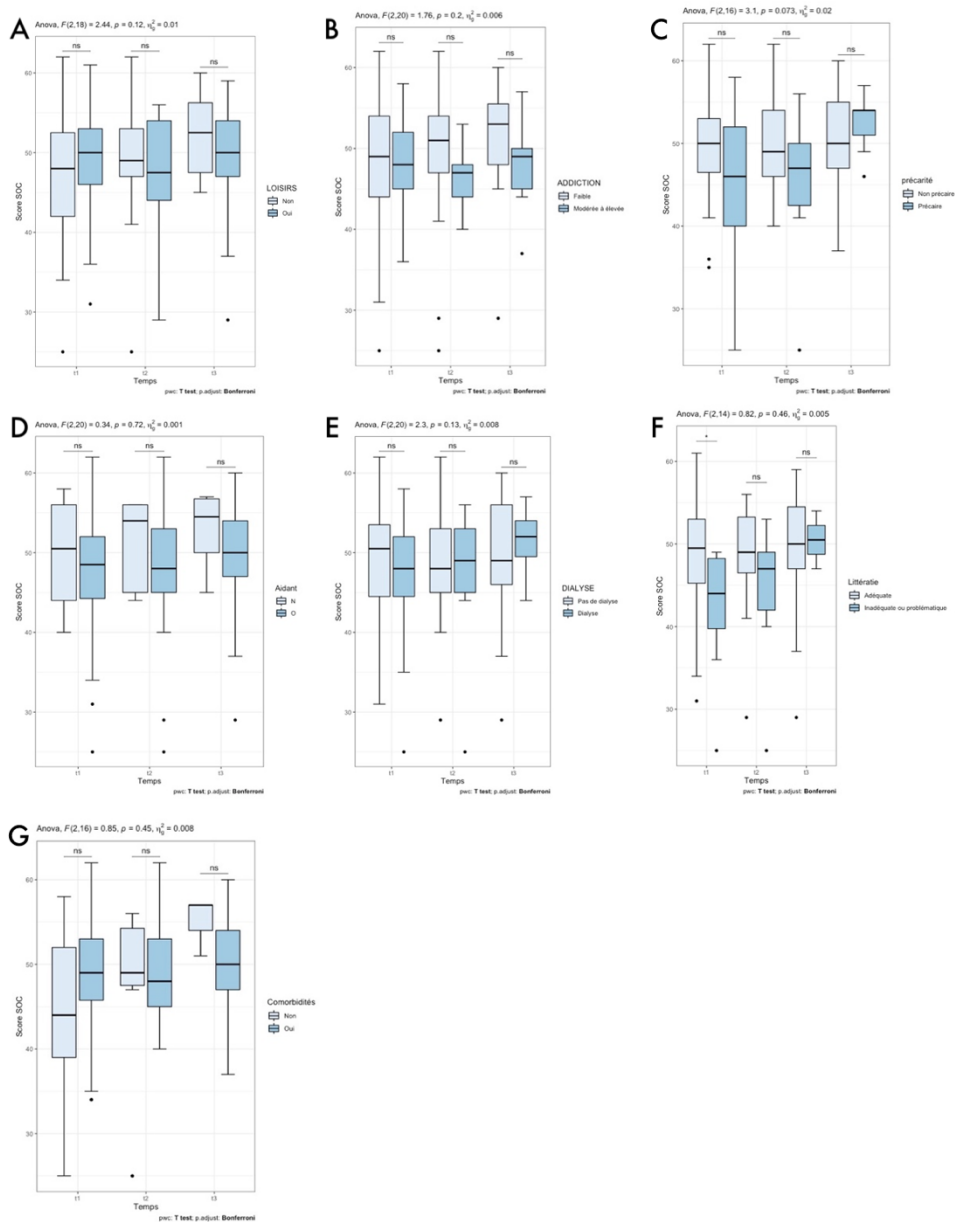 A
Anova, F(2,18) = 2.44, p = 0.12, η²g = 0.01
ns
ns
ns
60
50
40
30
Score SOC
t1
t2
t3
Temps
LOISIRS
Non
Oui
pwc: T test; p.adjust: Bonferroni
B
Anova, F(2,20) = 1.76, p = 0.2, η²g = 0.006
ns
ns
ns
60
50
40
30
Score SOC
t1
t2
t3
Temps
ADDICTION
Faible
Modérée à élevée
pwc: T test; p.adjust: Bonferroni
C
Anova, F(2,16) = 3.1, p = 0.073, η²g = 0.02
ns
ns
ns
60
50
40
30
Score SOC
t1
t2
t3
Temps
précarité
Non précaire
Précaire
pwc: T test; p.adjust: Bonferroni
D
Anova, F(2,20) = 0.34, p = 0.72, η²g = 0.001
ns
ns
ns
60
50
40
30
Score SOC
t1
t2
t3
Temps
Aidant
N
O
pwc: T test; p.adjust: Bonferroni
E
Anova, F(2,20) = 2.3, p = 0.13, η²g = 0.008
ns
ns
ns
60
50
40
30
Score SOC
t1
t2
t3
Temps
DIALYSE
Pas de dialyse
Dialyse
pwc: T test; p.adjust: Bonferroni
F
Anova, F(2,14) = 0.82, p = 0.46, η²g = 0.005
*
ns
ns
60
50
40
30
Score SOC
t1
t2
t3
Temps
Littératie
Adéquate
Inadéquate ou problématique
pwc: T test; p.adjust: Bonferroni
G
Anova, F(2,16) = 0.85, p = 0.45, η²g = 0.008
ns
ns
ns
60
50
40
30
Score SOC
t1
t2
t3
Temps
Comorbidités
Non
Oui
pwc: T test; p.adjust: Bonferroni